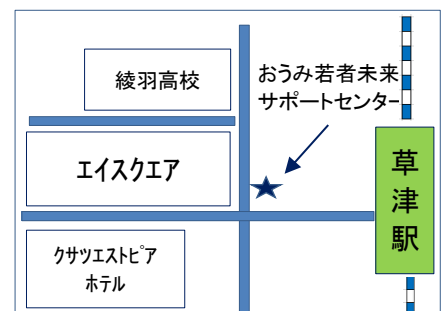 綾羽高校
おうみ若者未来
サポートセンター
エイスクエア
草津駅
クサツエストピア
ホテル